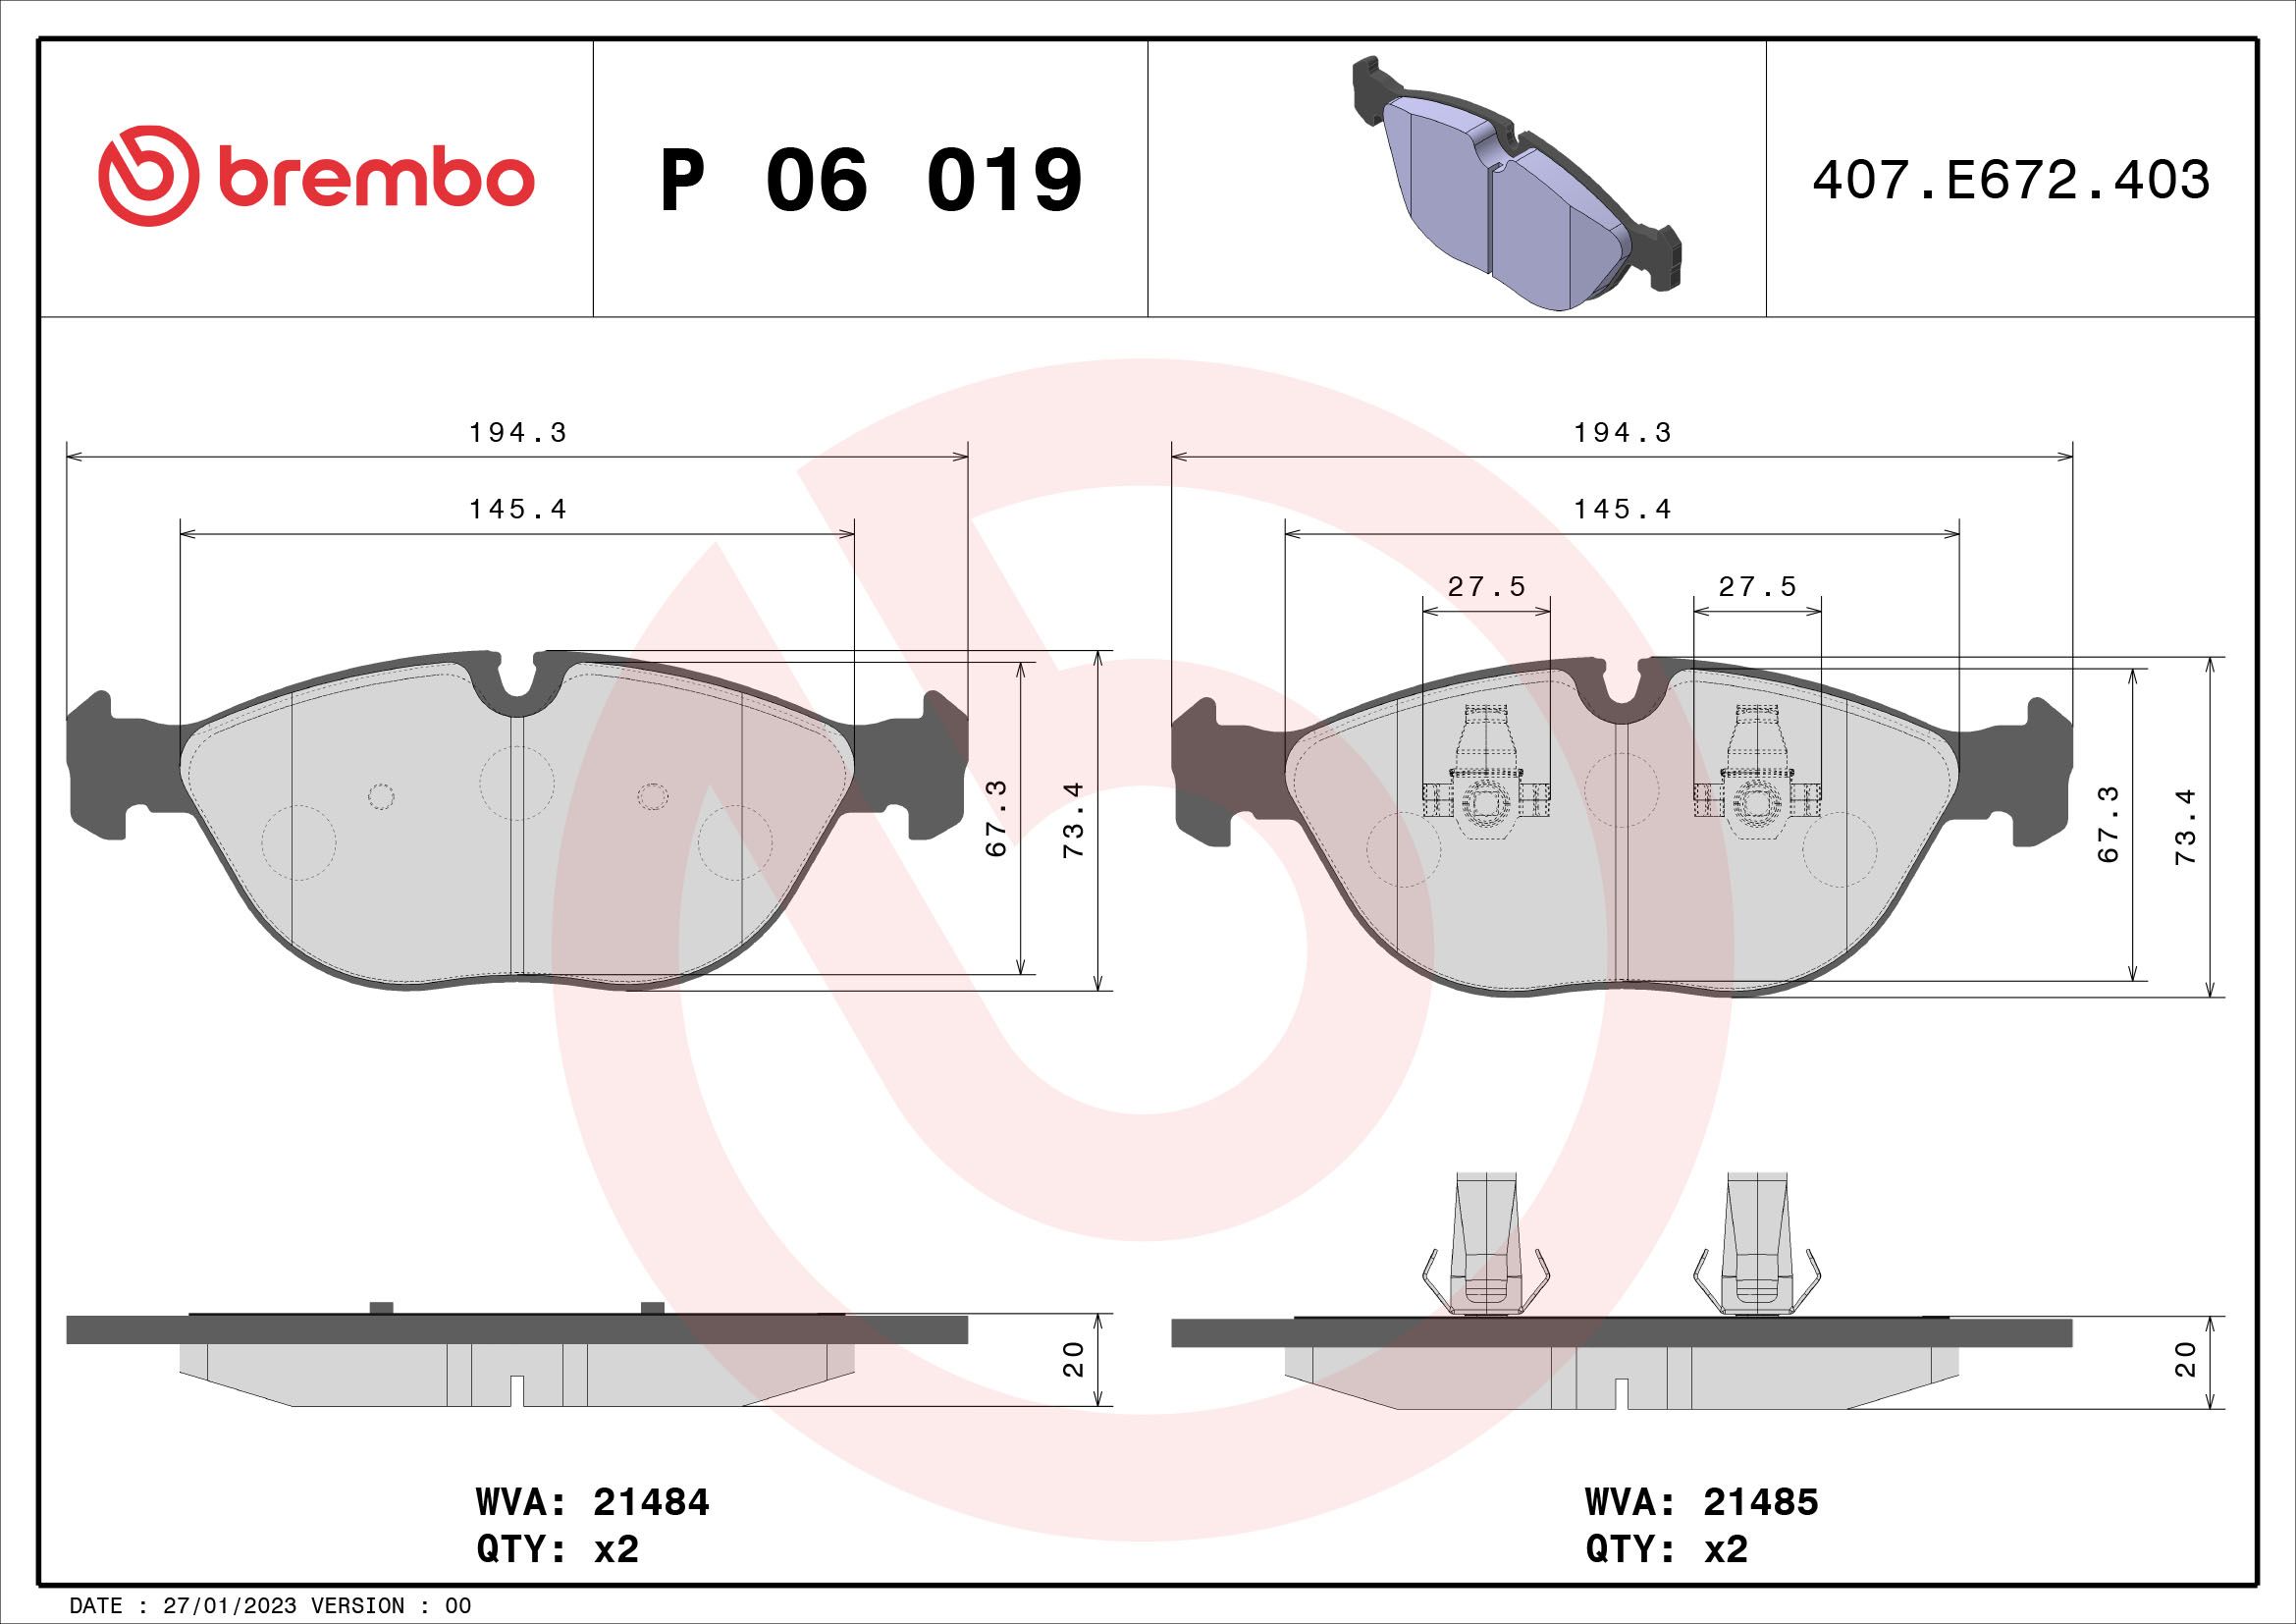 brembo
P 06 019
407.E672.403
194.3
145.4
67.3
73.4
194.3
145.4
27.5
27.5
67.3
73.4
20
20
WVA: 21484
QTY: x2
WVA: 21485
QTY: x2
DATE : 27/01/2023 VERSION : 00